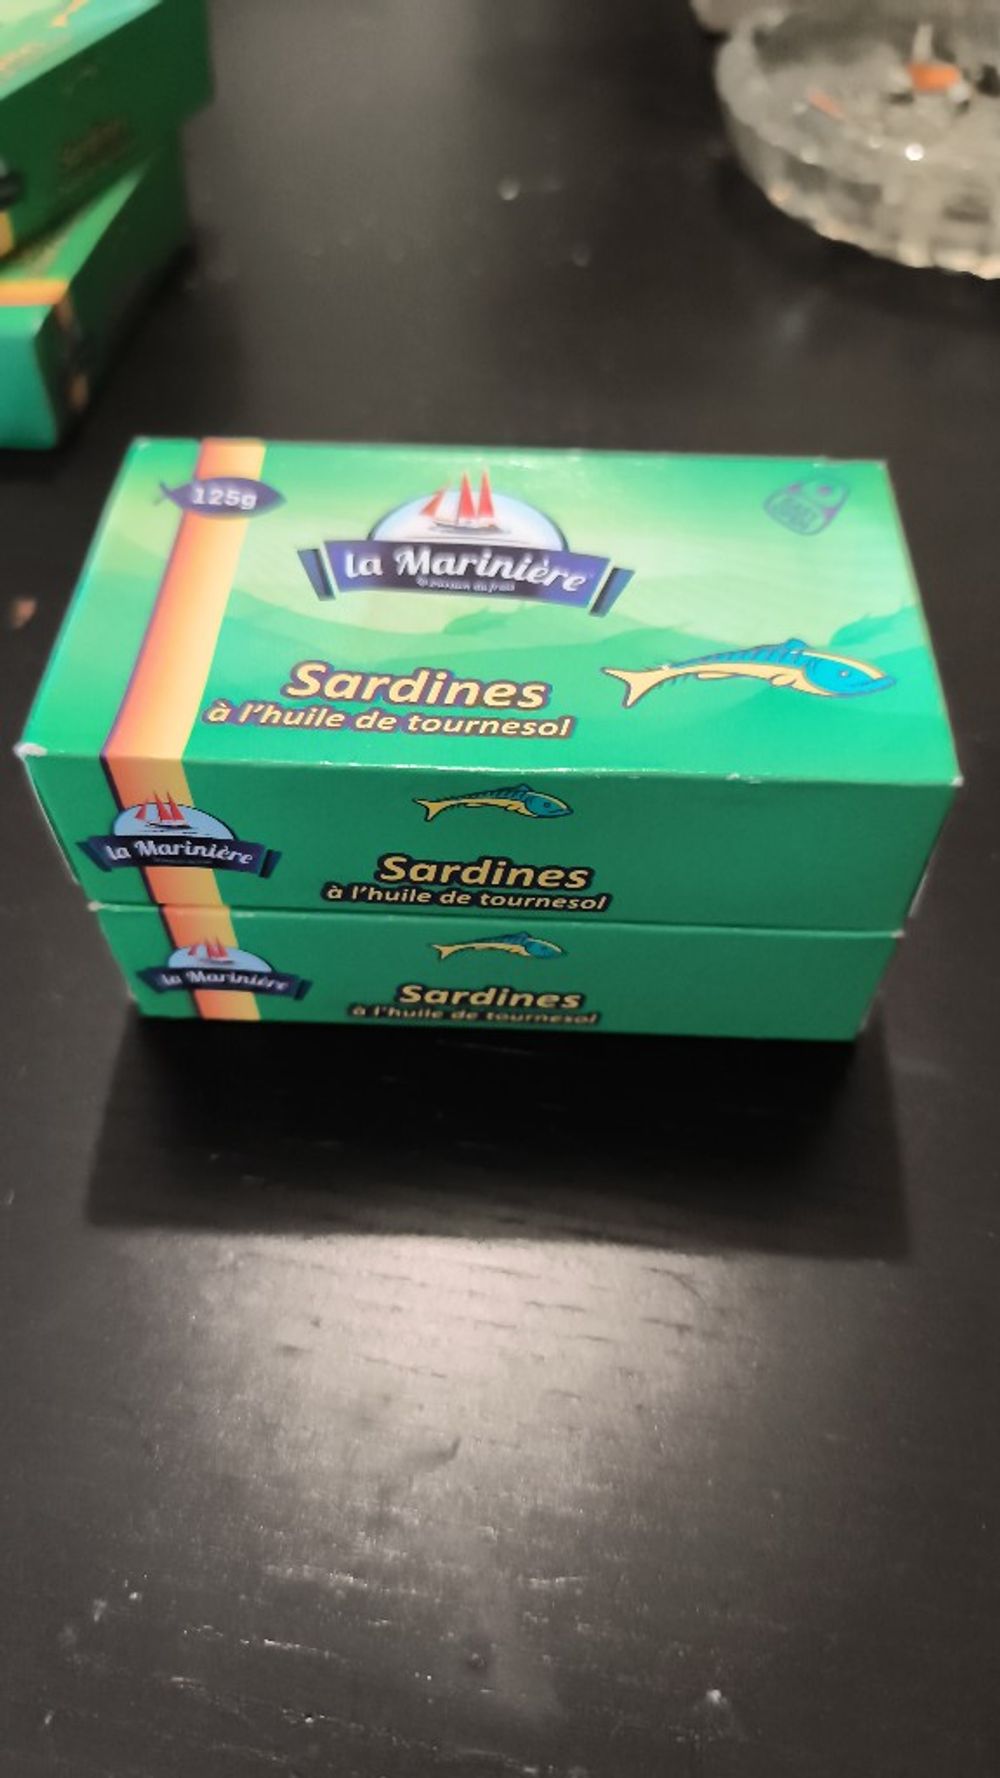 125g
la Marinière
Sardines
à l'huile de tournesol
la Marinière
Sardines
à l'huile de tournesol
la Marinière
Sardines
à l'huile de tournesol